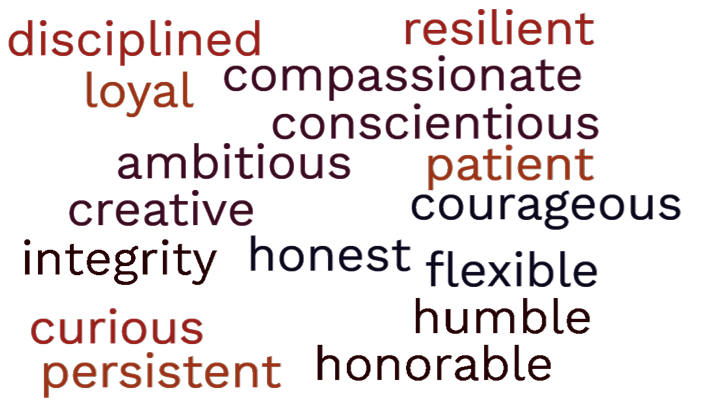 disciplined
resilient
loyal
compassionate
conscientious
ambitious
patient
creative
courageous
integrity
honest
flexible
curious
humble
persistent
honorable